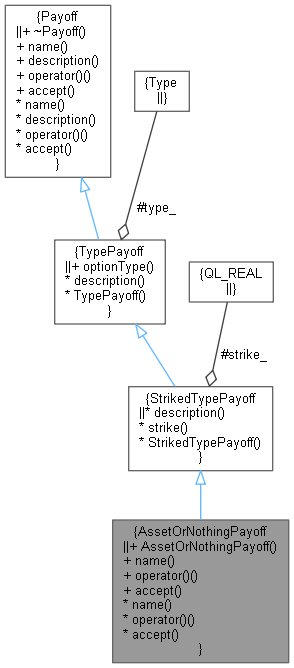 {Payoff
||+ ~Payoff()
+ name()
+ description()
+ operator()()
+ accept()
* name()
* description()
* operator()()
* accept()
}
{Type
||}
#type_
{TypePayoff
||+ optionType()
* description()
* TypePayoff()
}
{QL_REAL
||}
#strike_
{StrikedTypePayoff
||* description()
* strike()
* StrikedTypePayoff()
}
{AssetOrNothingPayoff
||+ AssetOrNothingPayoff()
+ name()
+ operator()()
+ accept()
* name()
* operator()()
* accept()
}